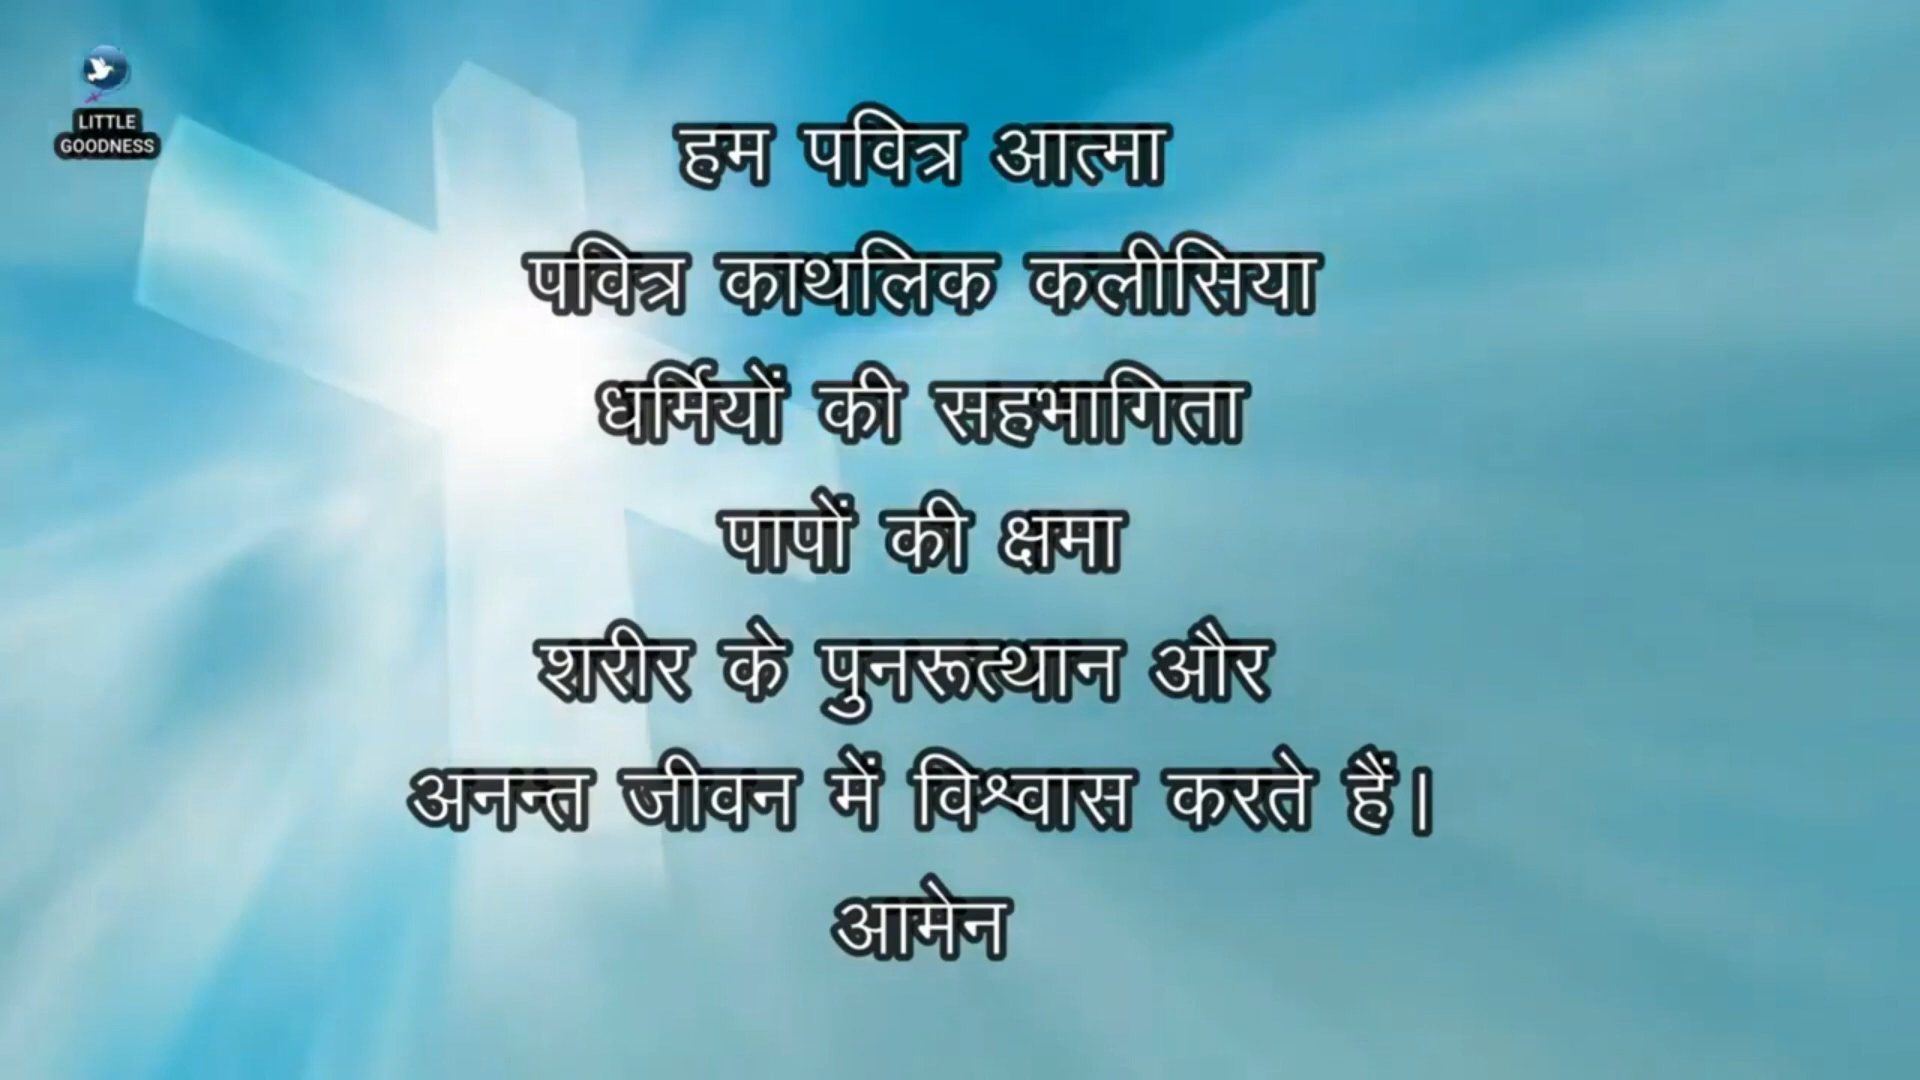 LITTLE
GOODNESS
हम पवित्र आत्मा
पवित्र काथलिक कलीसिया
धर्मियों की सहभागिता
पापों की क्षमा
शरीर के पुनरूत्थान और
अनन्त जीवन में विश्वास करते हैं।
आमेन